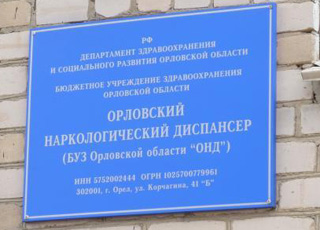 РФ
ДЕПАРТАМЕНТ ЗДРАВООХРАНЕНИЯ
И СОЦИАЛЬНОГО РАЗВИТИЯ ОРЛОВСКОЙ ОБЛАСТИ
БЮДЖЕТНОЕ УЧРЕЖДЕНИЕ ЗДРАВООХРАНЕНИЯ
ОРЛОВСКОЙ ОБЛАСТИ
ОРЛОВСКИЙ
НАРКОЛОГИЧЕСКИЙ ДИСПАНСЕР
(БУЗ Орловской области "ОНД")
ИНН 5752002444 ОГРН 1025700779961
302001, г. Орел, ул. Корчагина, 41 "Б"